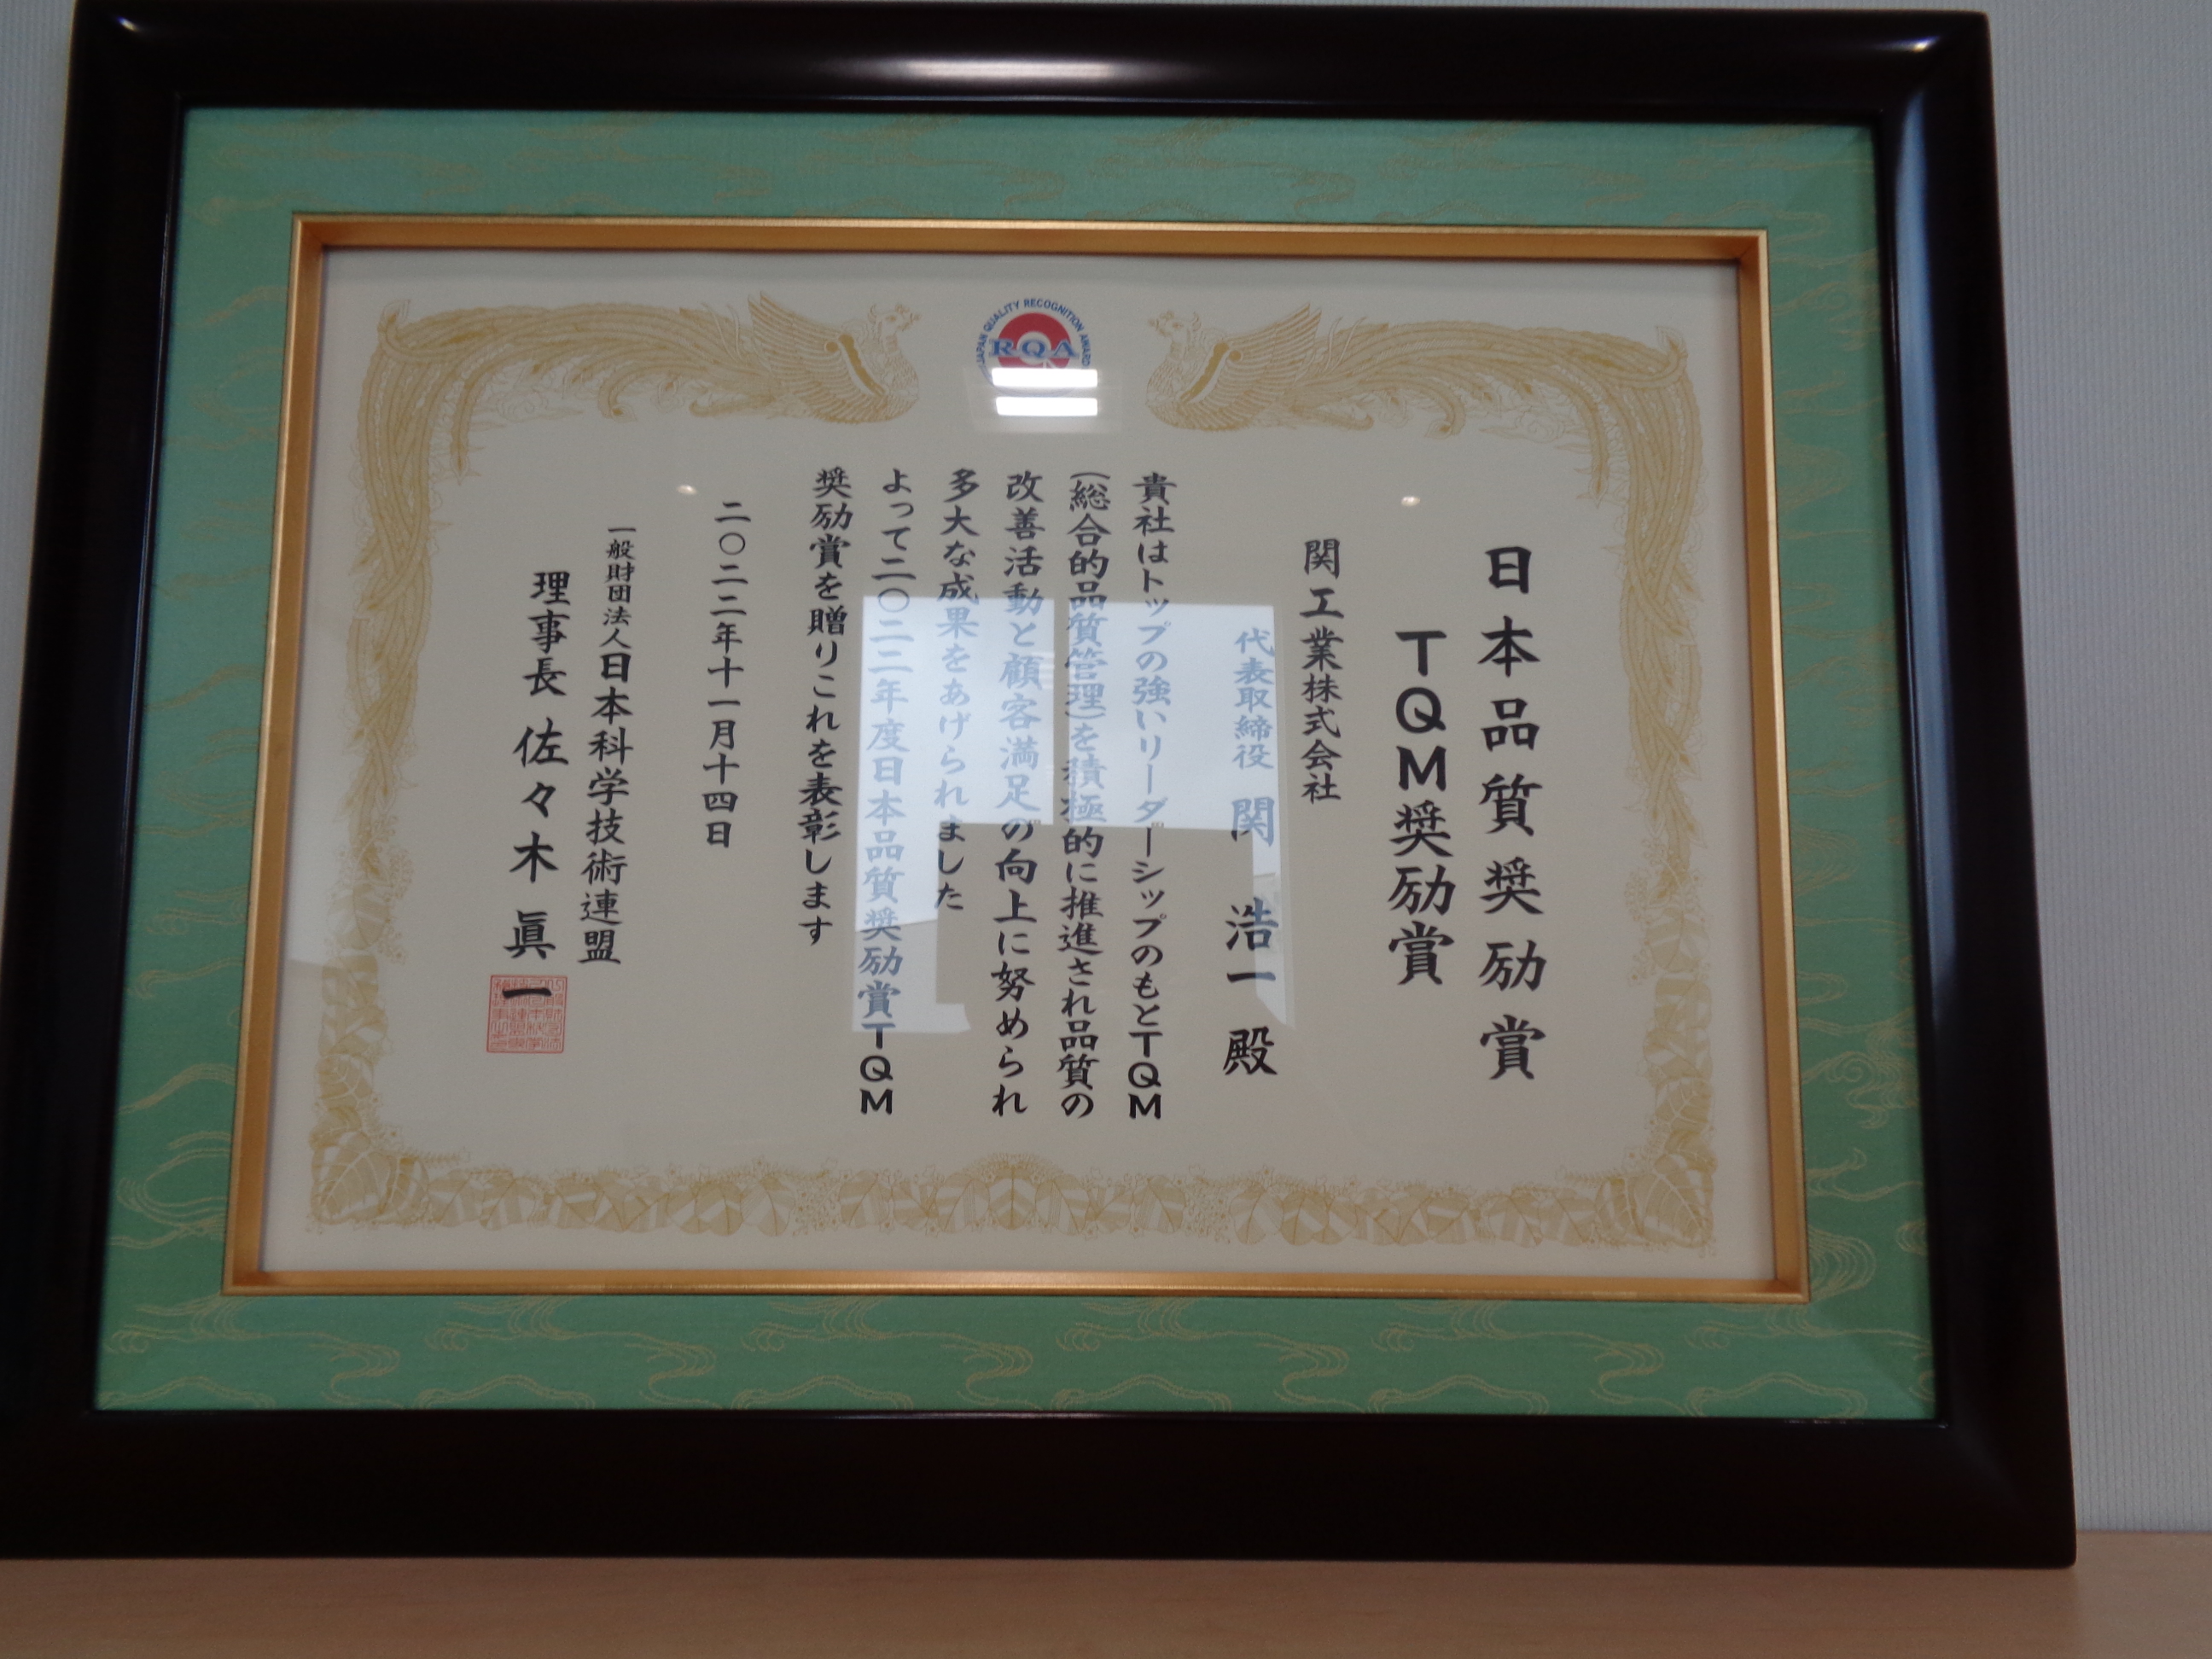 JAPAN QUALITY RECOGNITION AWARD
RQA
日本品質奨励賞
TQM奨励賞
関工業株式会社
代表取締役 関 浩一 殿
貴社はトップの強いリーダーシップのもとTQM
(総合的品質管理)を積極的に推進され品質の
改善活動と顧客満足の向上に努められ
多大な成果をあげられました
よって二〇二二年度日本品質奨励賞TQM
奨励賞を贈りこれを表彰します
二〇二二年十一月十四日
一般財団法人日本科学技術連盟
理事長 佐々木 眞一